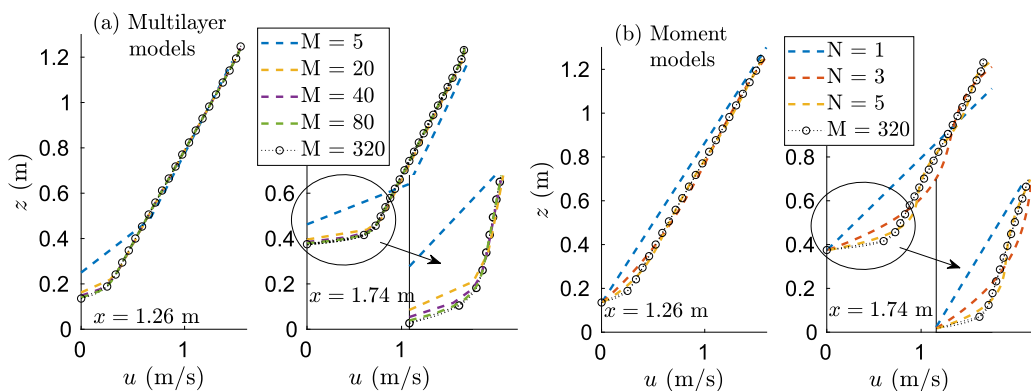 (a) Multilayer
models
M = 5
M = 20
M = 40
M = 80
M = 320
1.2
1
0.8
0.6
0.4
0.2
0
z (m)
0.8
0.6
0.4
0.2
0
x = 1.26 m
x = 1.74 m
0
1
0
1
u (m/s)
u (m/s)
(b) Moment
models
N = 1
N = 3
N = 5
M = 320
1.2
1
0.8
0.6
0.4
0.2
0
z (m)
0.8
0.6
0.4
0.2
0
x = 1.26 m
x = 1.74 m
0
1
0
1
u (m/s)
u (m/s)